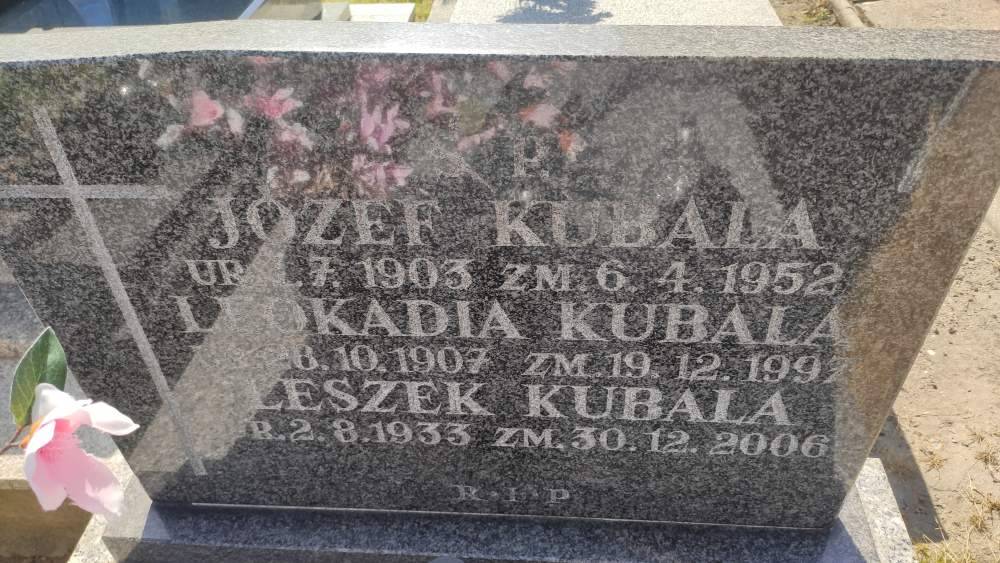 P.
JÓZEF KUBALA
UR. 7. 1903 ZM. 6. 4. 1952
LEOKADIA KUBALA
10. 1907 ZM. 19. 12. 1997
LESZEK KUBALA
UR. 2. 8. 1933 ZM. 30. 12. 2006
R.I.P